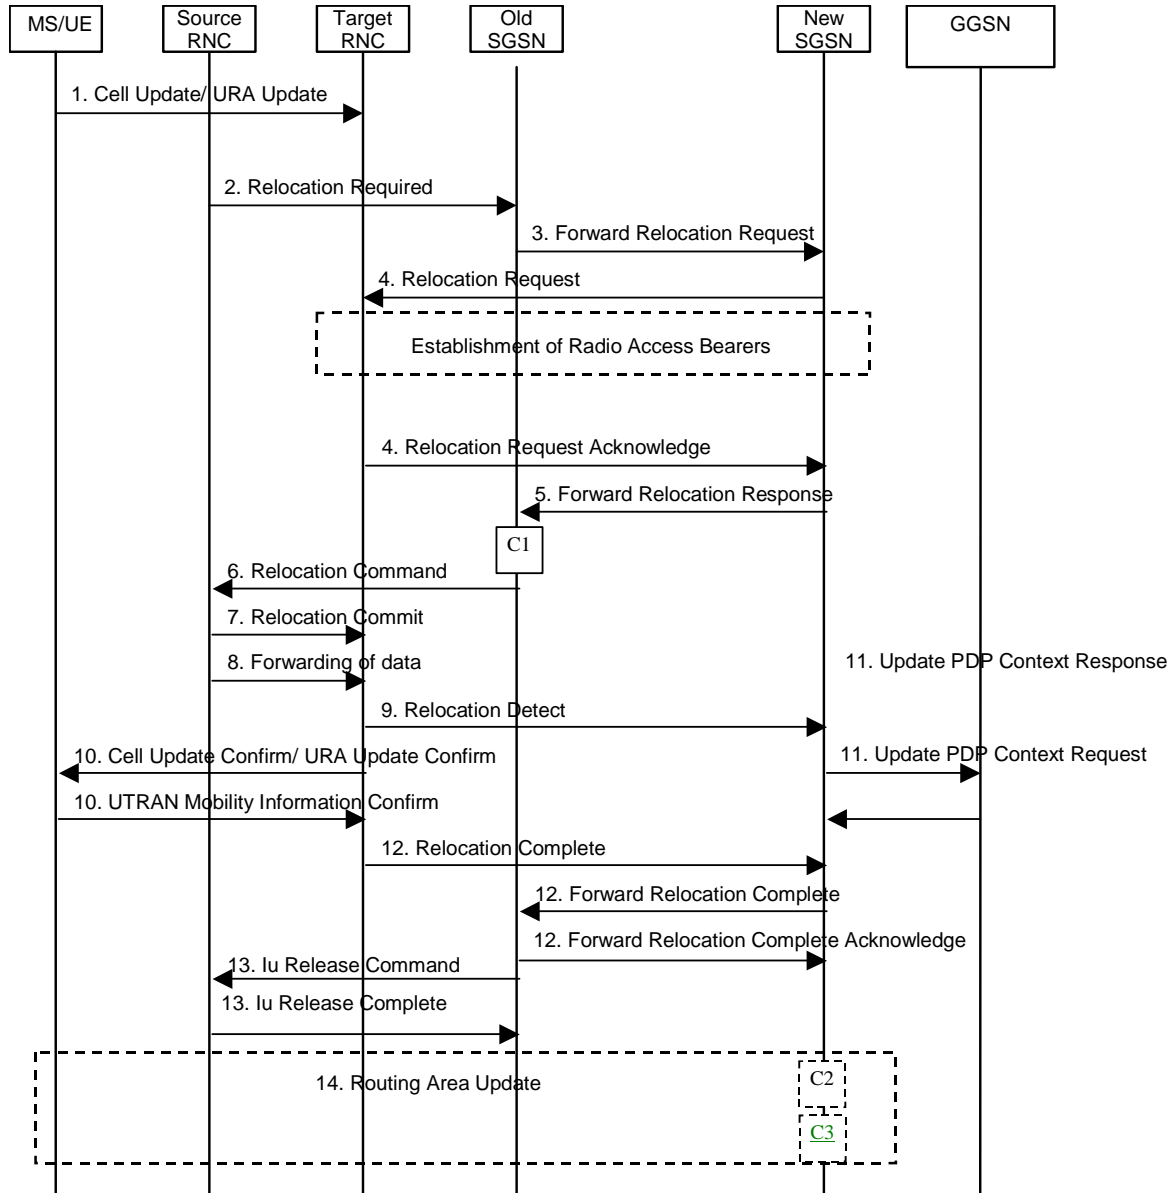 MS/UE
Source
RNC
Target
RNC
Old
SGSN
New
SGSN
GGSN
1. Cell Update/ URA Update
2. Relocation Required
3. Forward Relocation Request
4. Relocation Request
Establishment of Radio Access Bearers
4. Relocation Request Acknowledge
5. Forward Relocation Response
C1
6. Relocation Command
7. Relocation Commit
8. Forwarding of data
11. Update PDP Context Response
9. Relocation Detect
10. Cell Update Confirm/ URA Update Confirm
11. Update PDP Context Request
10. UTRAN Mobility Information Confirm
12. Relocation Complete
12. Forward Relocation Complete
12. Forward Relocation Complete Acknowledge
13. Iu Release Command
13. Iu Release Complete
14. Routing Area Update
C2
C3